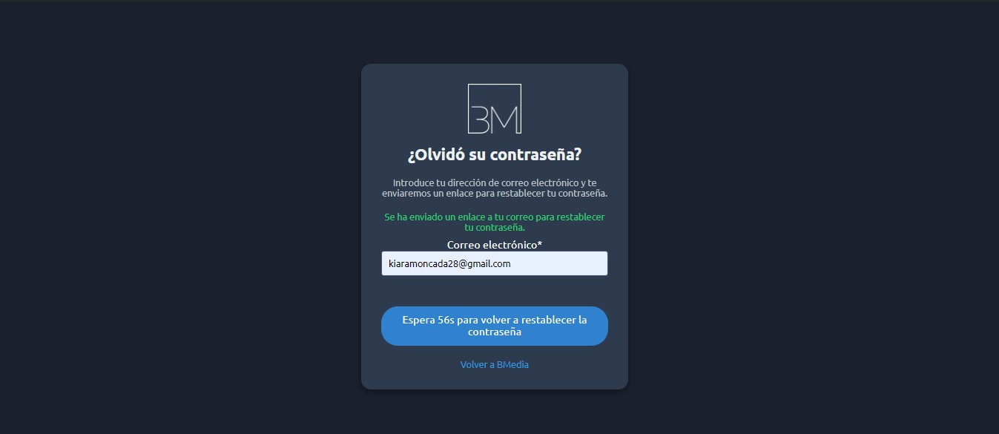 BM
¿Olvidó su contraseña?
Introduce tu dirección de correo electrónico y te
enviaremos un enlace para restablecer tu contraseña.
Se ha enviado un enlace a tu correo para restablecer
tu contraseña.
Correo electrónico*
kiaramoncada28@gmail.com
Espera 56s para volver a restablecer la
contraseña
Volver a BMedia